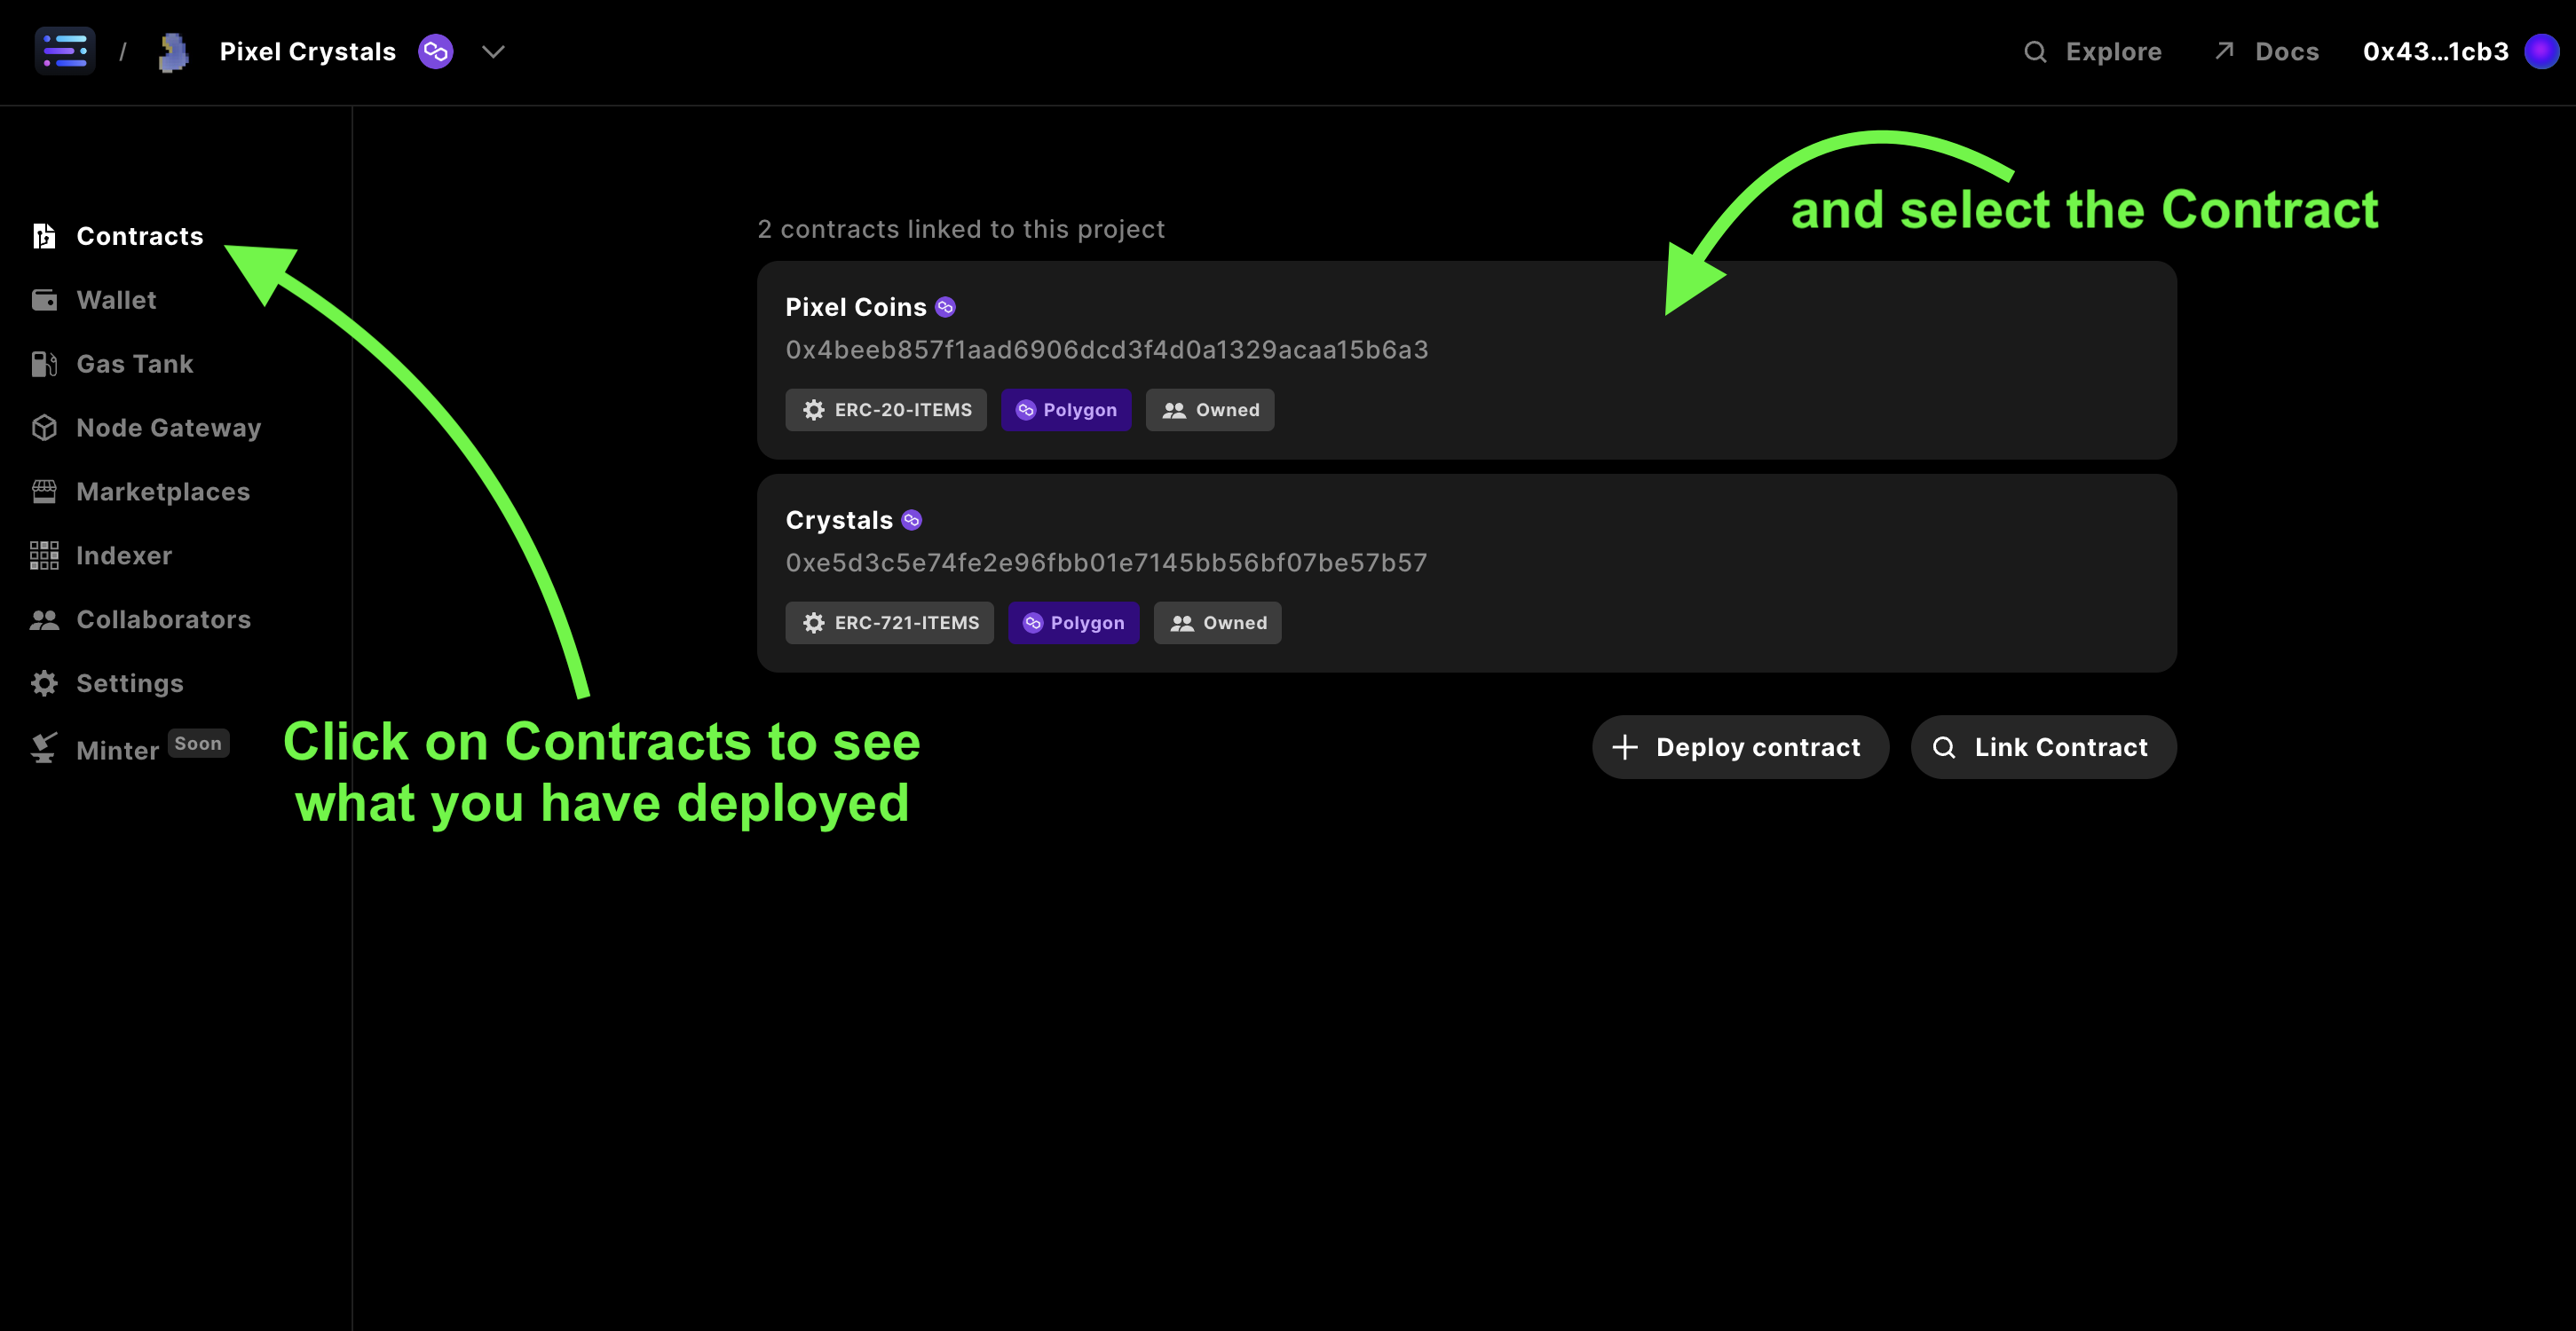 / Pixel Crystals
Explore
Docs
0x43...1cb3
Contracts
Wallet
Gas Tank
Node Gateway
Marketplaces
Indexer
Collaborators
Settings
Minter Soon
and select the Contract
2 contracts linked to this project
Pixel Coins
0x4beeb857f1aad6906dcd3f4d0a1329acaa15b6a3
ERC-20-ITEMS
Polygon
Owned
Crystals
0xe5d3c5e74fe2e96fbb01e7145bb56bf07be57b57
ERC-721-ITEMS
Polygon
Owned
Click on Contracts to see
what you have deployed
Deploy contract
Link Contract